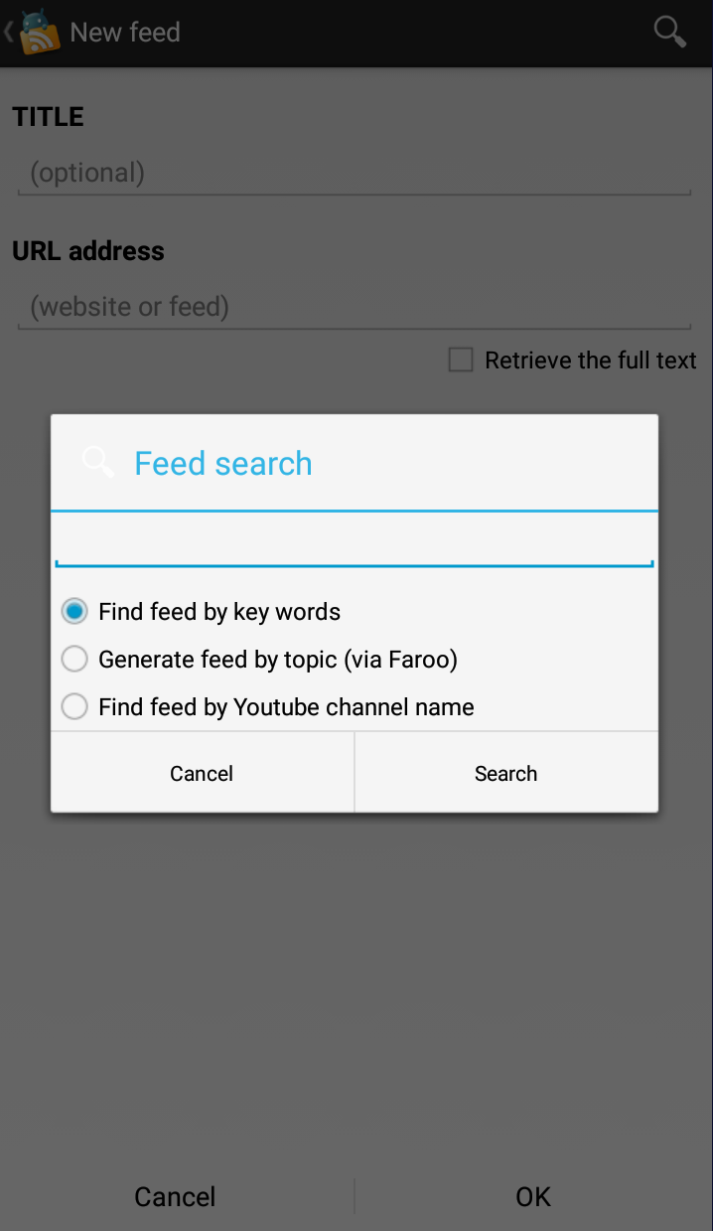 New feed
TITLE
(optional)
URL address
(website or feed)
Retrieve the full text
Feed search
Find feed by key words
Generate feed by topic (via Faroo)
Find feed by Youtube channel name
Cancel
Search
Cancel
OK